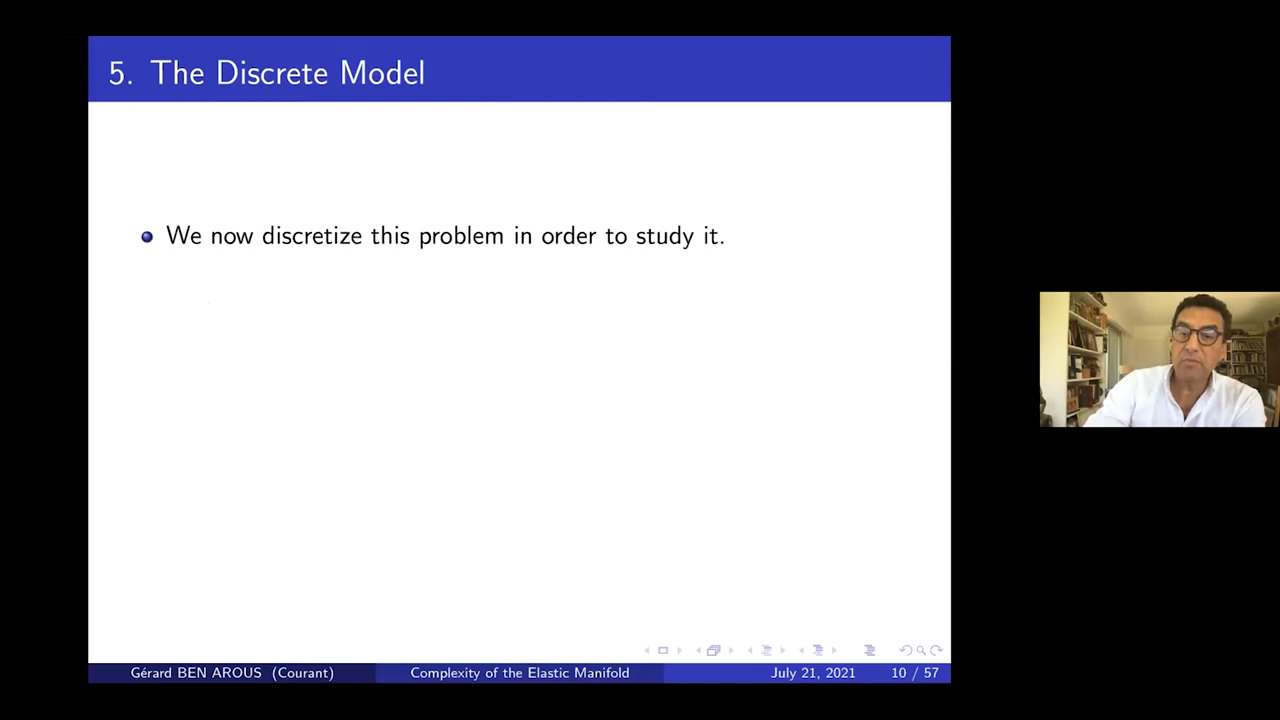 5. The Discrete Model
We now discretize this problem in order to study it.
Gérard BEN AROUS (Courant) Complexity of the Elastic Manifold July 21, 2021 10 / 57